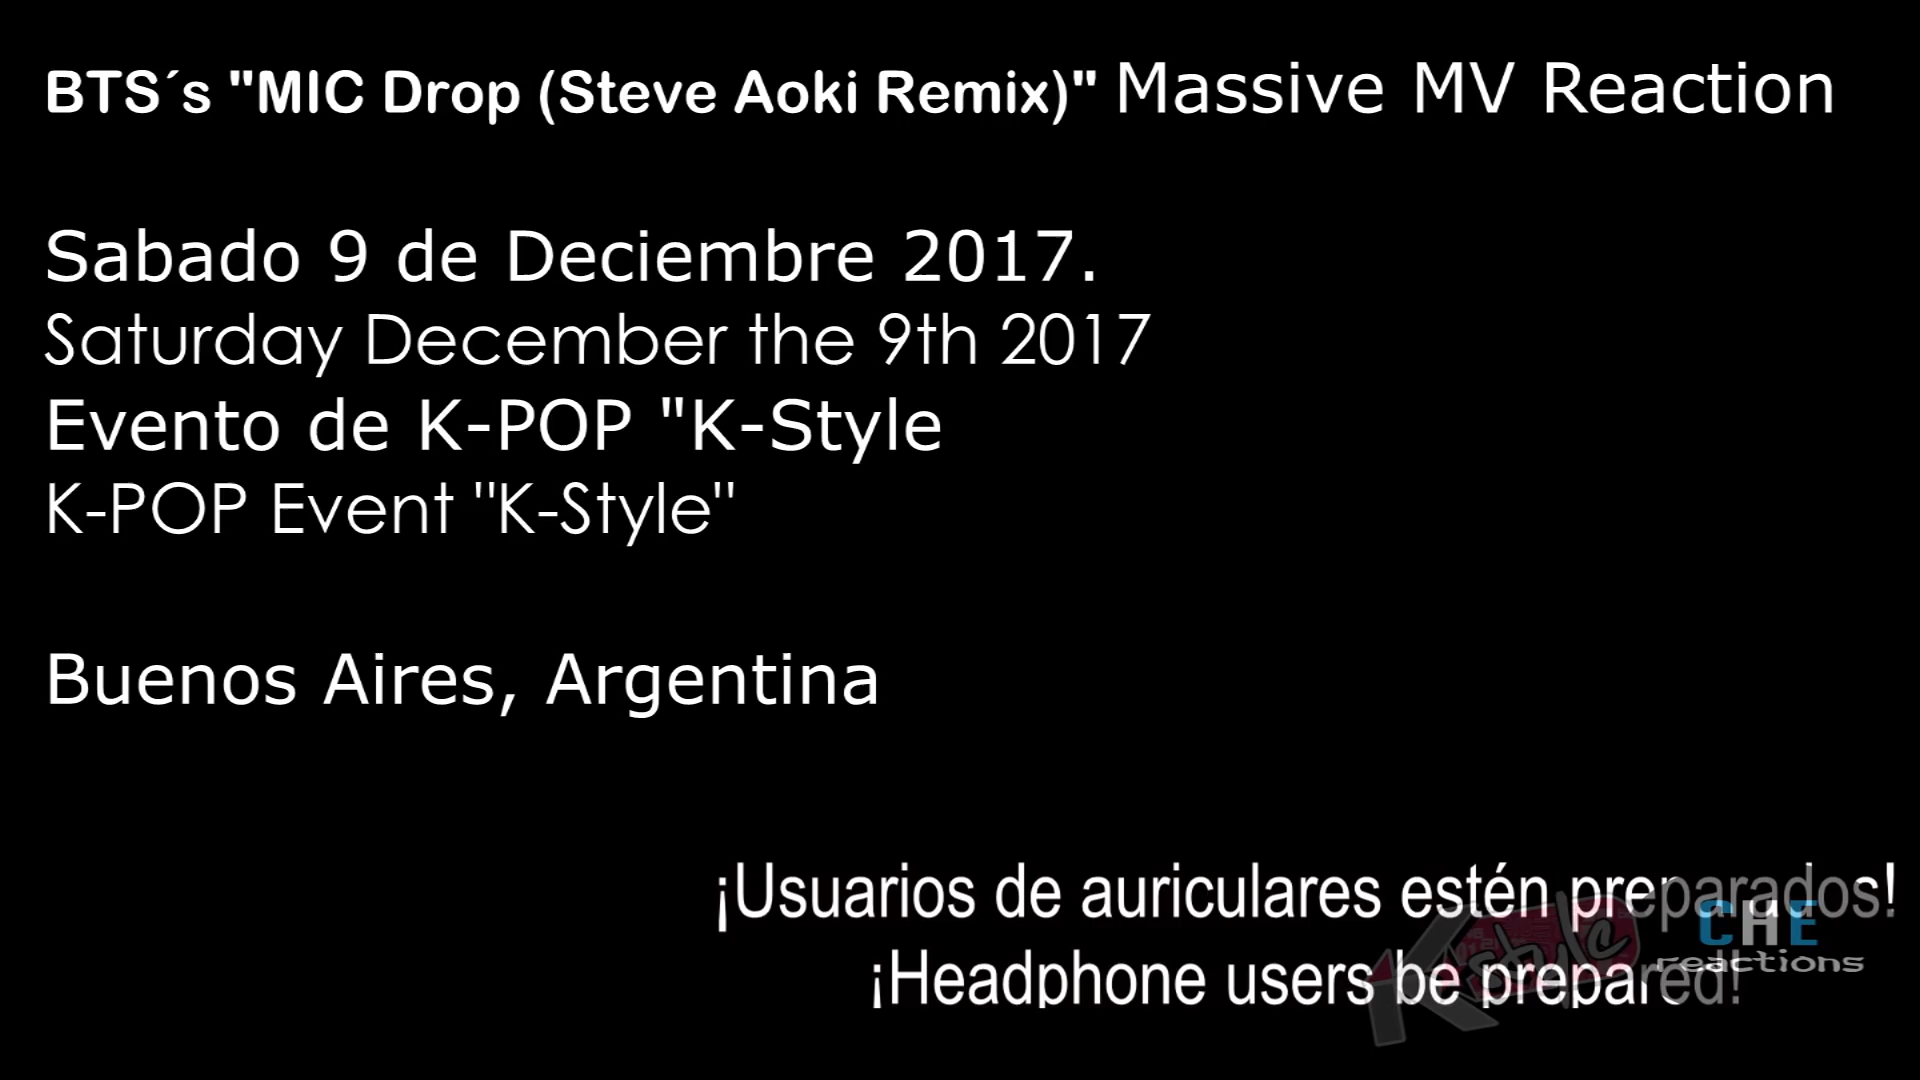 BTS´s "MIC Drop (Steve Aoki Remix)" Massive MV Reaction
Sabado 9 de Deciembre 2017.
Saturday December the 9th 2017
Evento de K-POP "K-Style
K-POP Event "K-Style"
Buenos Aires, Argentina
¡Usuarios de auriculares estén preparados!
¡Headphone users be prepared!
K-style
CHE
reactions